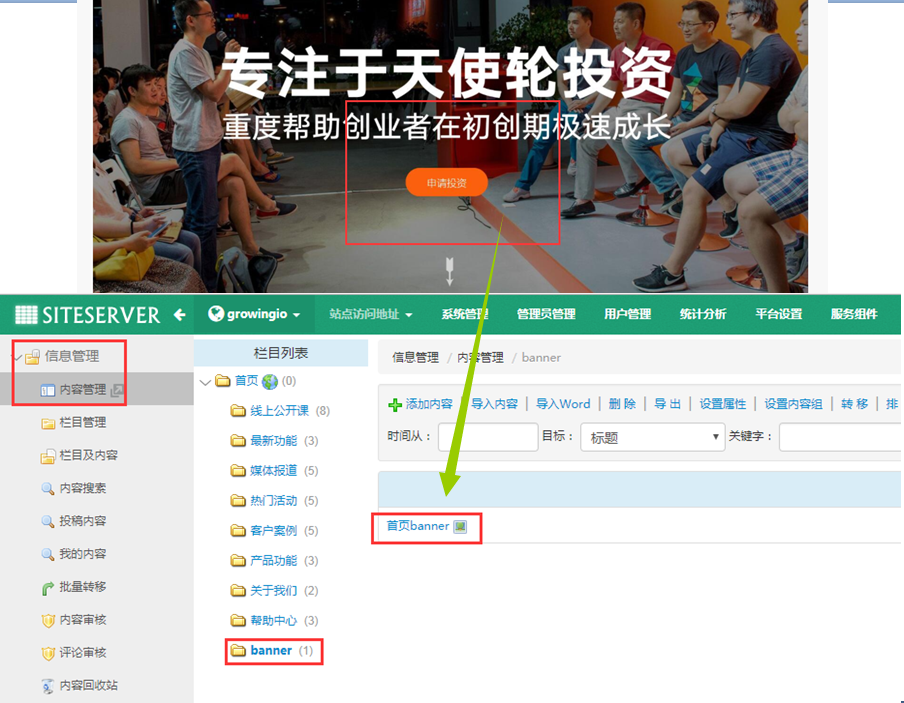 专注于天使轮投资
重度帮助创业者在初创期极速成长
申请投资
SITESERVER
growingio
站点访问地址
系统管理
管理员管理
用户管理
统计分析
平台设置
服务组件
信息管理
内容管理
栏目管理
栏目及内容
内容搜索
投稿内容
我的内容
批量转移
内容审核
评论审核
内容回收站
栏目列表
首页 (0)
线上公开课 (8)
最新功能 (3)
媒体报道 (5)
热门活动 (5)
客户案例 (5)
产品功能 (3)
关于我们 (2)
帮助中心 (3)
banner (1)
信息管理 / 内容管理 / banner
添加内容 | 导入内容 | 导入Word | 删 除 | 导 出 | 设置属性 | 设置内容组 | 转 移 | 排
时间从： 目标： 标题 关键字：
首页banner